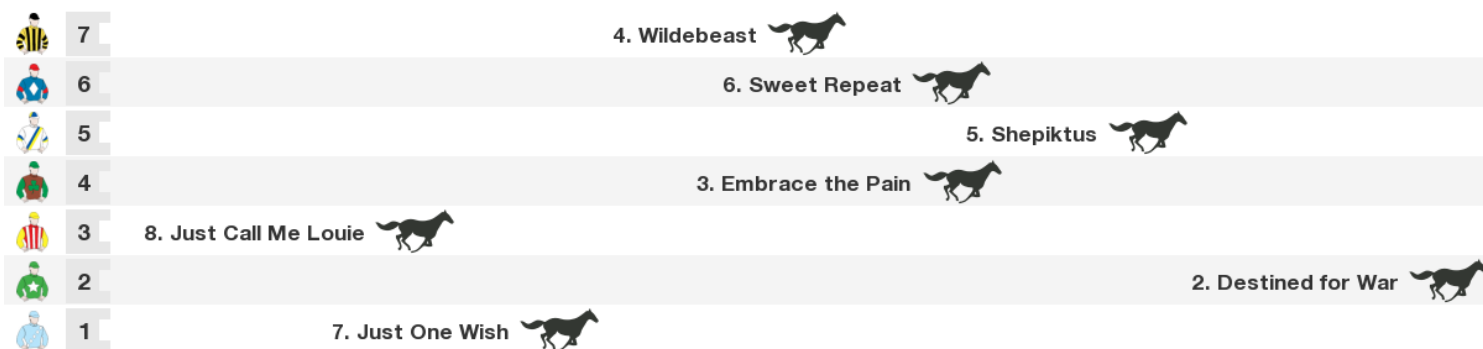 7 4. Wildebeast
6 6. Sweet Repeat
5 5. Shepiktus
4 3. Embrace the Pain
3 8. Just Call Me Louie
2 2. Destined for War
1 7. Just One Wish